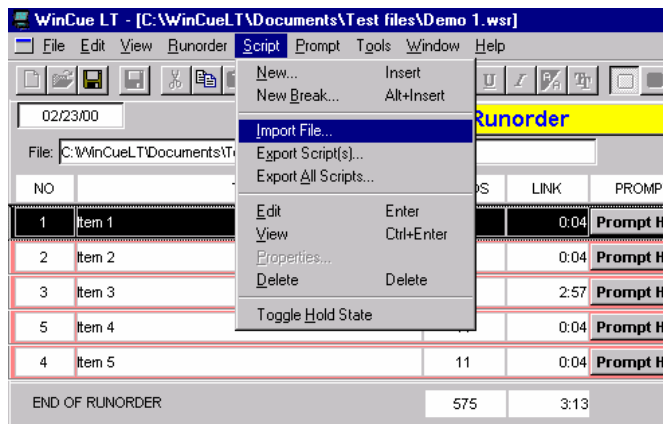 WinCue LT - [C:\WinCueLT\Documents\Test files\Demo 1.wsr]
File Edit View Runorder Script Prompt Tools Window Help
New... Insert
New Break... Alt+Insert
Import File...
Export Script(s)...
Export All Scripts...
Edit Enter
View Ctrl+Enter
Properties...
Delete Delete
Toggle Hold State
U I
02/23/00 Runorder
File: C:\WinCueLT\Documents\Te
NO T DS LINK PROMP
1 Item 1 0:04 Prompt H
2 Item 2 0:04 Prompt H
3 Item 3 2:57 Prompt H
5 Item 4 0:04 Prompt H
4 Item 5 11 0:04 Prompt H
END OF RUNORDER 575 3:13